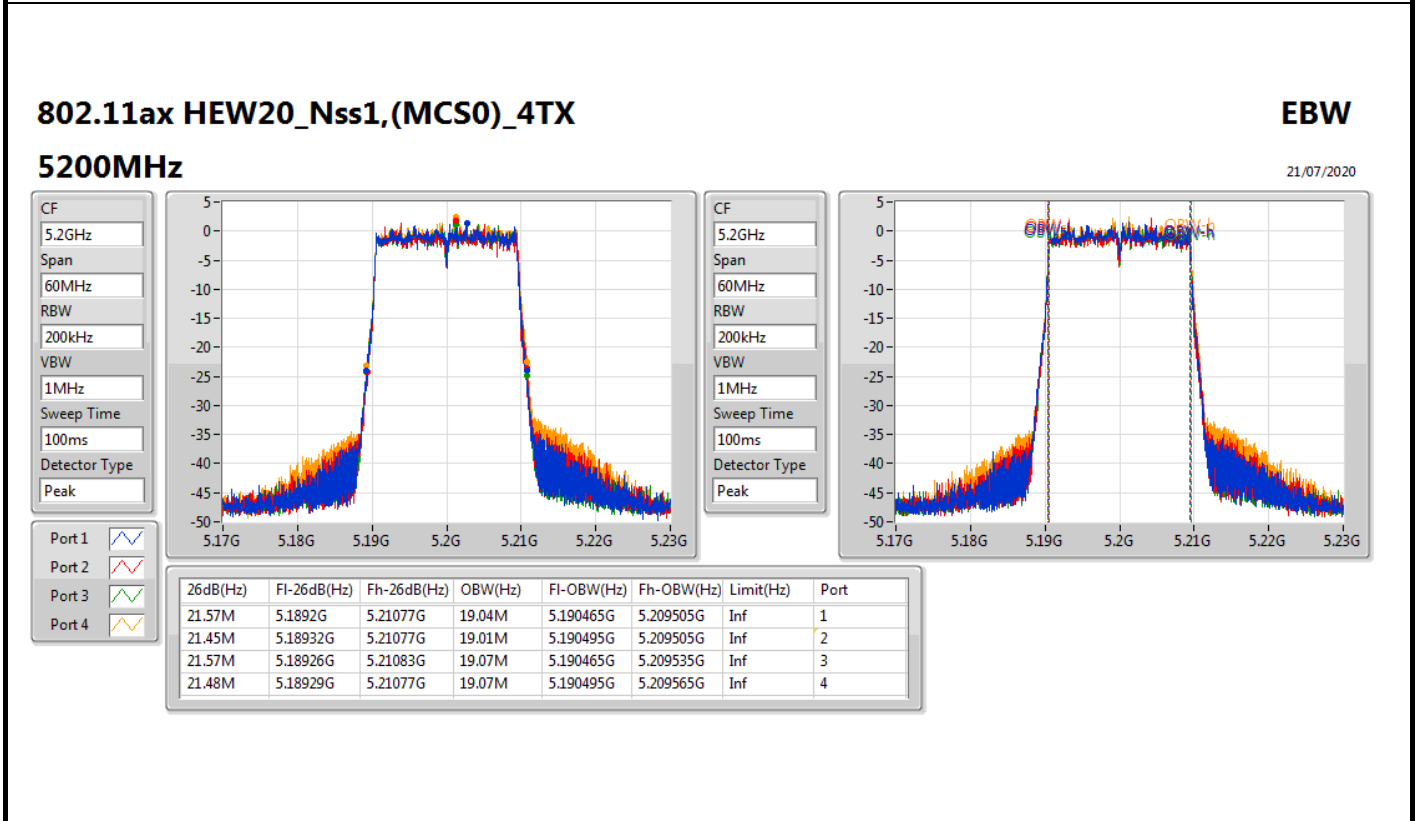 802.11ax HEW20_Nss1,(MCS0)_4TX EBW
5200MHz 21/07/2020
CF
5.2GHz
Span
60MHz
RBW
200kHz
VBW
1MHz
Sweep Time
100ms
Detector Type
Peak
5
0
-5
-10
-15
-20
-25
-30
-35
-40
-45
-50
5.17G 5.18G 5.19G 5.2G 5.21G 5.22G 5.23G
CF
5.2GHz
Span
60MHz
RBW
200kHz
VBW
1MHz
Sweep Time
100ms
Detector Type
Peak
5
0
-5
-10
-15
-20
-25
-30
-35
-40
-45
-50
5.17G 5.18G 5.19G 5.2G 5.21G 5.22G 5.23G
Port 1
Port 2
Port 3
Port 4
26dB(Hz) Fl-26dB(Hz) Fh-26dB(Hz) OBW(Hz) Fl-OBW(Hz) Fh-OBW(Hz) Limit(Hz) Port
21.57M 5.1892G 5.21077G 19.04M 5.190465G 5.209505G Inf 1
21.45M 5.18932G 5.21077G 19.01M 5.190495G 5.209505G Inf 2
21.57M 5.18926G 5.21083G 19.07M 5.190465G 5.209535G Inf 3
21.48M 5.18929G 5.21077G 19.07M 5.190495G 5.209565G Inf 4